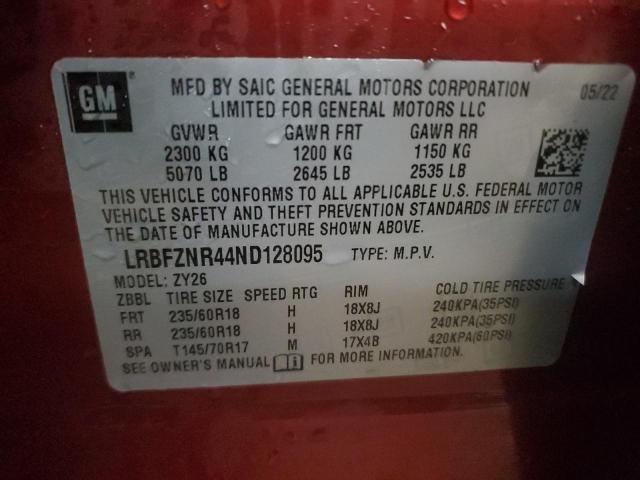 GM
MFD BY SAIC GENERAL MOTORS CORPORATION 05/22
LIMITED FOR GENERAL MOTORS LLC
GVWR GAWR FRT GAWR RR
2300 KG 1200 KG 1150 KG
5070 LB 2645 LB 2535 LB
THIS VEHICLE CONFORMS TO ALL APPLICABLE U.S. FEDERAL MOTOR
VEHICLE SAFETY AND THEFT PREVENTION STANDARDS IN EFFECT ON
THE DATE OF MANUFACTURE SHOWN ABOVE.
LRBFZNR44ND128095 TYPE: M.P.V.
MODEL: ZY26
ZBBL TIRE SIZE SPEED RTG RIM COLD TIRE PRESSURE
FRT 235/60R18 H 18X8J 240KPA(35PSI)
RR 235/60R18 H 18X8J 240KPA(35PSI)
SPA T145/70R17 M 17X4B 420KPA(60PSI)
SEE OWNER'S MANUAL FOR MORE INFORMATION.